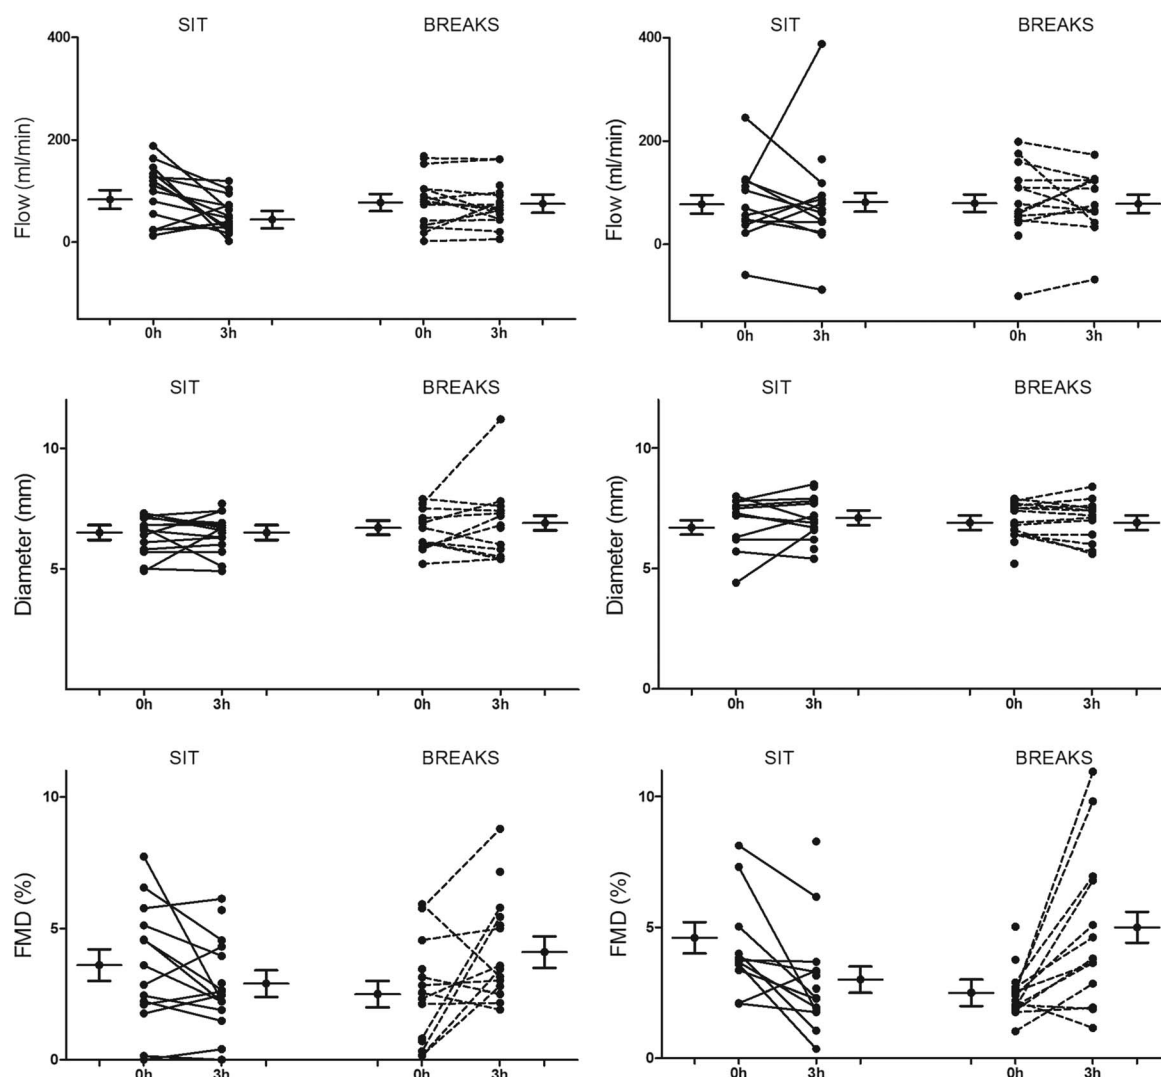 SIT BREAKS
400
200
0
Flow (ml/min)
0h 3h 0h 3h
SIT BREAKS
400
200
0
Flow (ml/min)
0h 3h 0h 3h
SIT BREAKS
10
5
Diameter (mm)
0h 3h 0h 3h
SIT BREAKS
10
5
0
Diameter (mm)
0h 3h 0h 3h
SIT BREAKS
10
5
0
FMD (%)
0h 3h 0h 3h
SIT BREAKS
10
5
0
FMD (%)
0h 3h 0h 3h